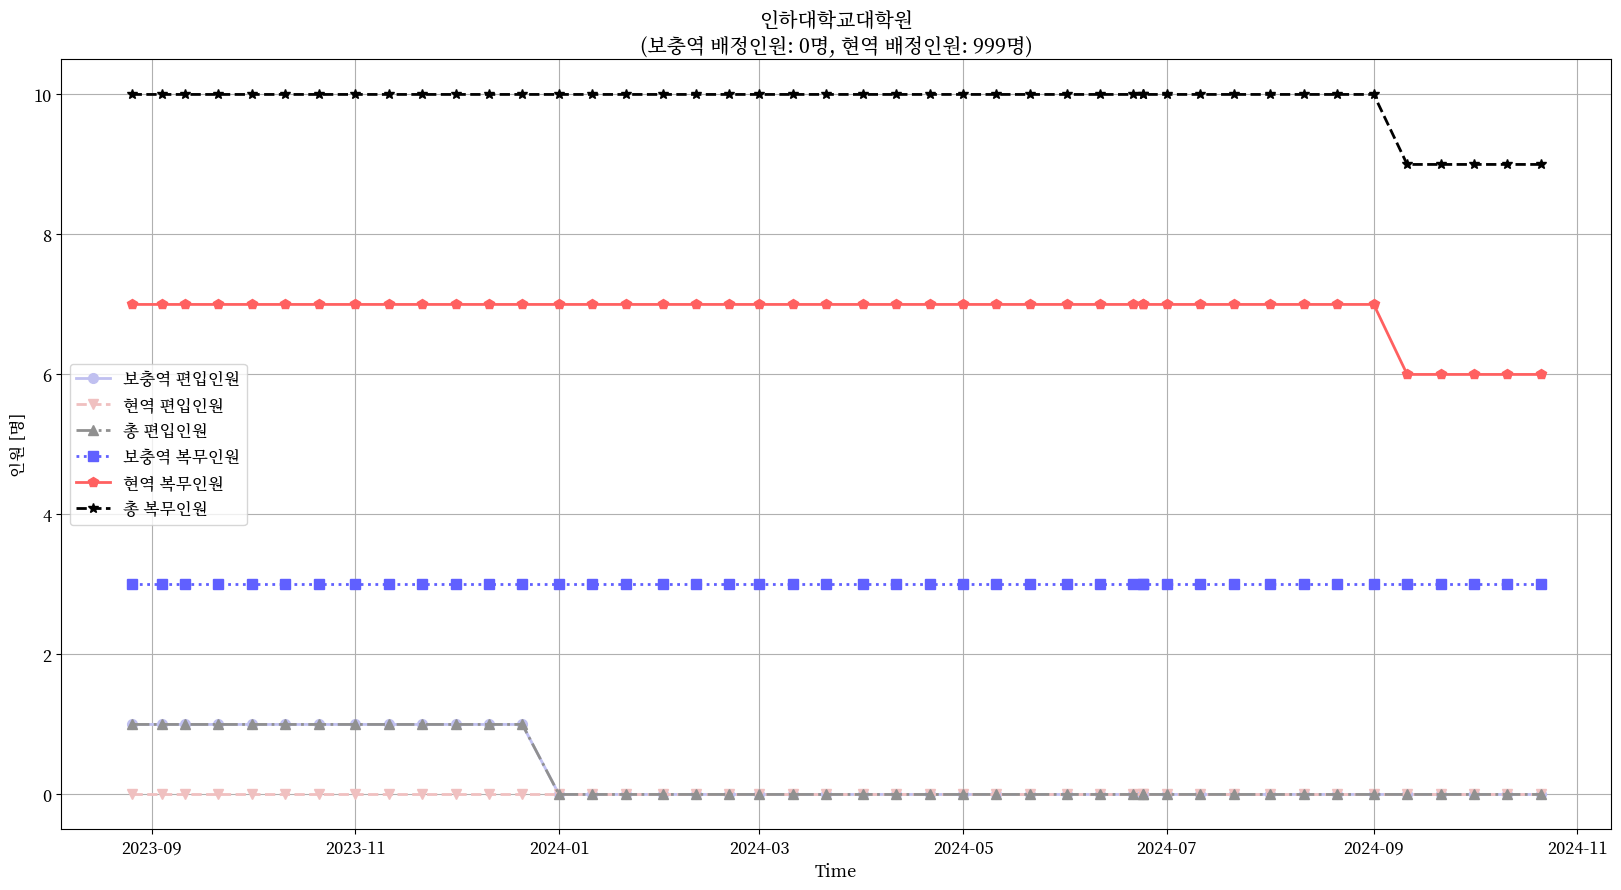 인하대학교대학원
(보충역 배정인원: 0명, 현역 배정인원: 999명)
인원 [명]
10
8
6
4
2
0
보충역 편입인원
현역 편입인원
총 편입인원
보충역 복무인원
현역 복무인원
총 복무인원
2023-09
2023-11
2024-01
2024-03
2024-05
2024-07
2024-09
2024-11
Time